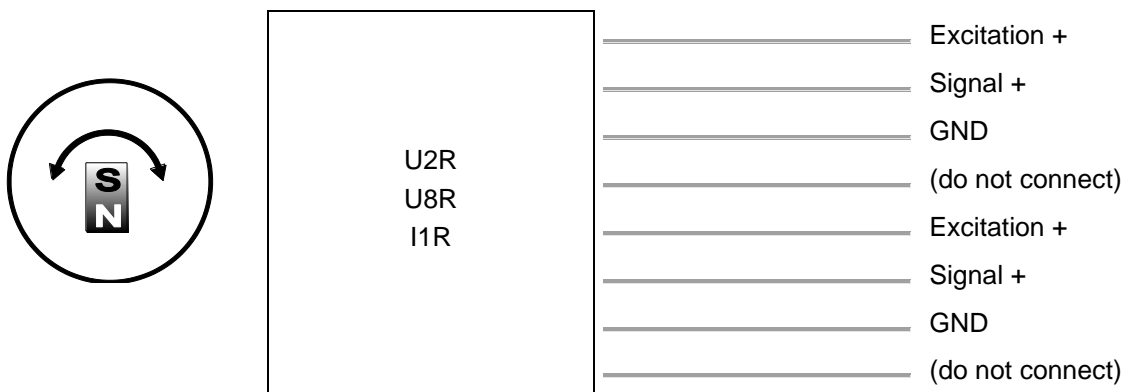 S
N
U2R
U8R
I1R
Excitation +
Signal +
GND
(do not connect)
Excitation +
Signal +
GND
(do not connect)